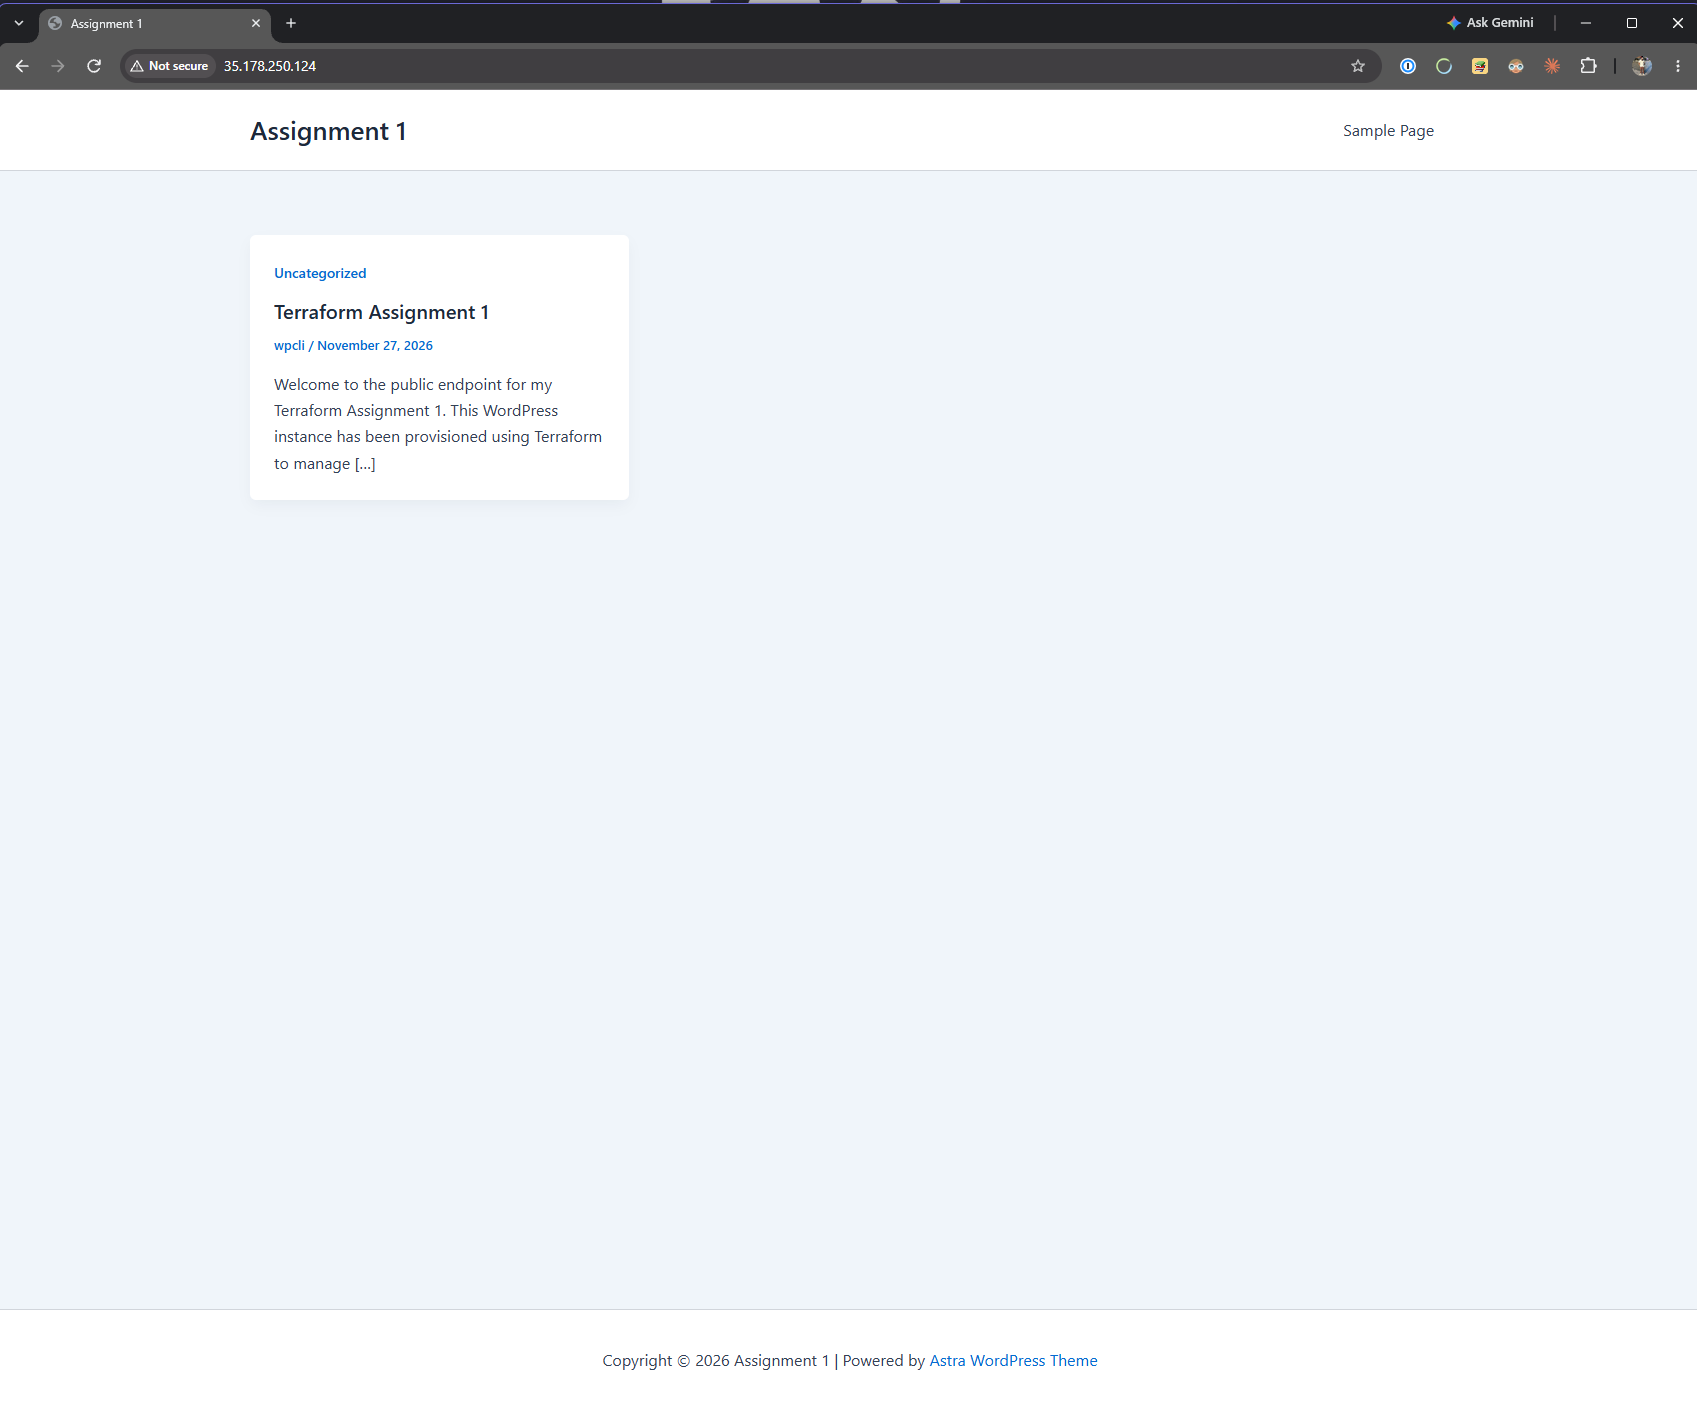 Assignment 1
Ask Gemini
Not secure
35.178.250.124
Assignment 1
Sample Page
Uncategorized
Terraform Assignment 1
wpcli / November 27, 2026
Welcome to the public endpoint for my
Terraform Assignment 1. This WordPress
instance has been provisioned using Terraform
to manage […]
Copyright © 2026 Assignment 1 | Powered by Astra WordPress Theme